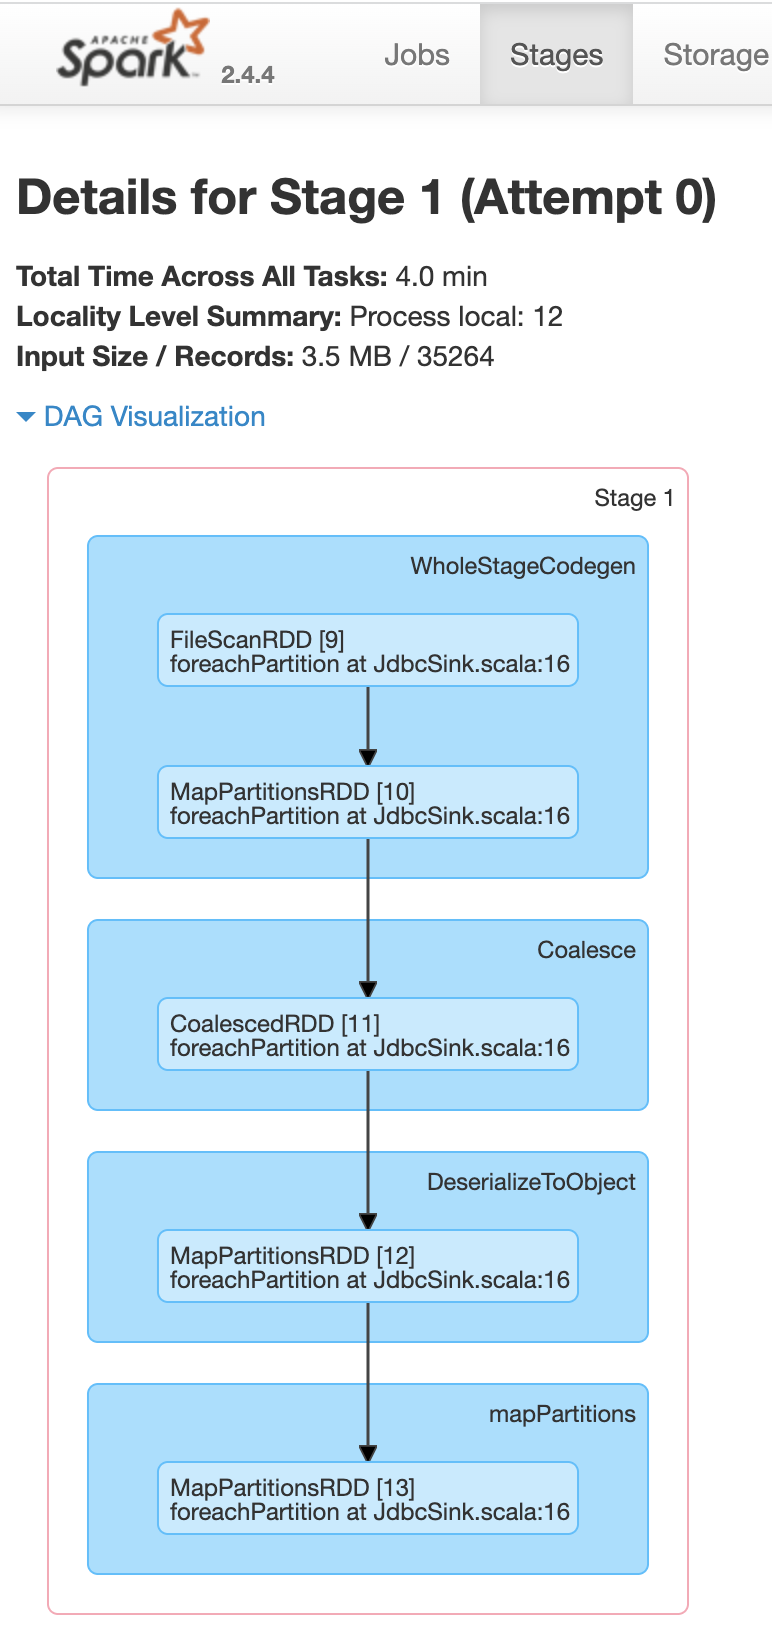 APACHE
Spark™ 2.4.4
Jobs
Stages
Storage
Details for Stage 1 (Attempt 0)
Total Time Across All Tasks: 4.0 min
Locality Level Summary: Process local: 12
Input Size / Records: 3.5 MB / 35264
DAG Visualization
Stage 1
WholeStageCodegen
FileScanRDD [9]
foreachPartition at JdbcSink.scala:16
MapPartitionsRDD [10]
foreachPartition at JdbcSink.scala:16
Coalesce
CoalescedRDD [11]
foreachPartition at JdbcSink.scala:16
DeserializeToObject
MapPartitionsRDD [12]
foreachPartition at JdbcSink.scala:16
mapPartitions
MapPartitionsRDD [13]
foreachPartition at JdbcSink.scala:16